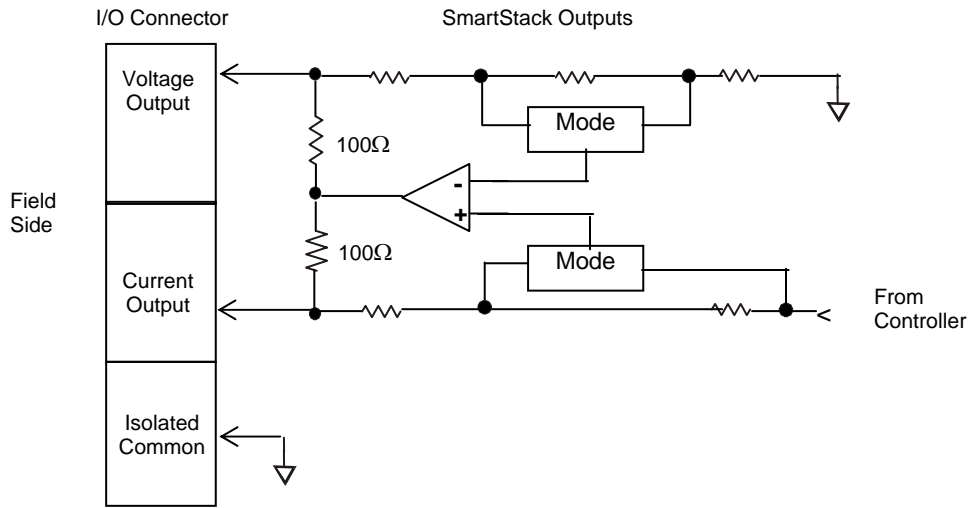 I/O Connector
SmartStack Outputs
Voltage
Output
Mode
100Ω
-
+
Field
Side
100Ω
Mode
Current
Output
From
Controller
Isolated
Common